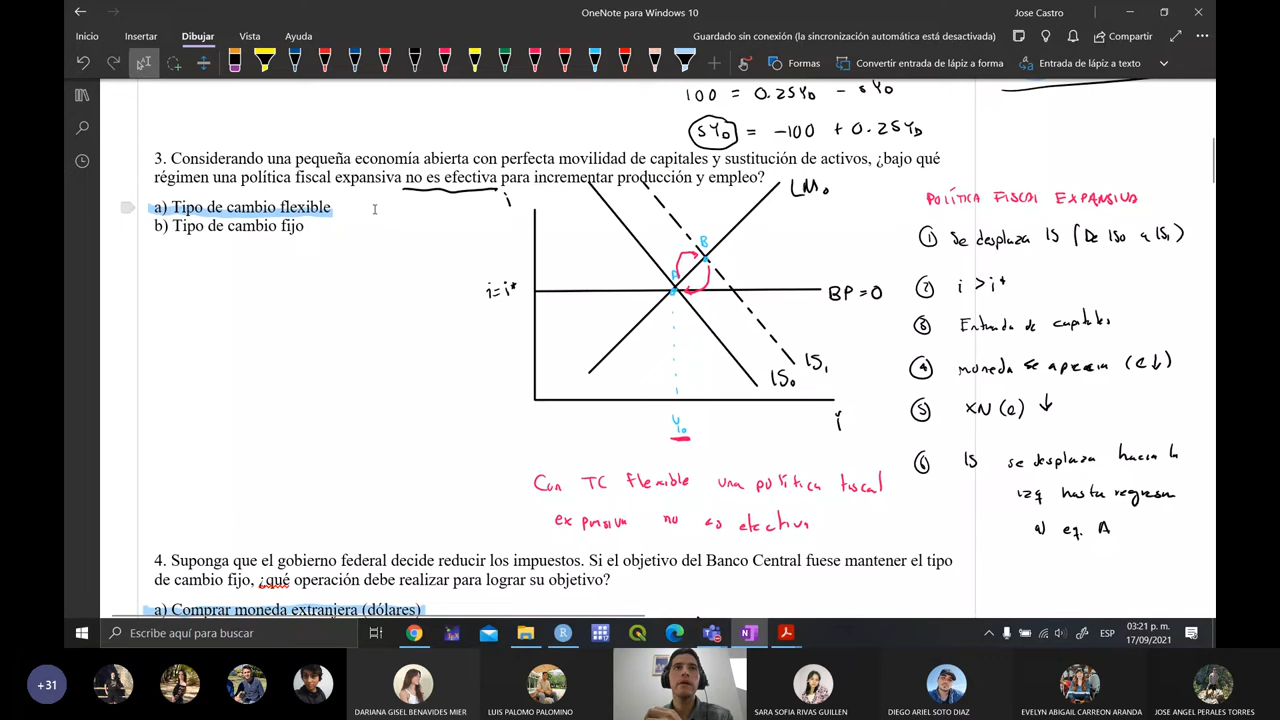 OneNote para Windows 10
Jose Castro
Inicio Insertar Dibujar Vista Ayuda
Guardado sin conexión (la sincronización automática está desactivada)
Compartir
Formas
Convertir entrada de lápiz a forma
Entrada de lápiz a texto
100 = 0.25YD - SYD
SYD = -100 + 0.25YD
3. Considerando una pequeña economía abierta con perfecta movilidad de capitales y sustitución de activos, ¿bajo qué
régimen una política fiscal expansiva no es efectiva para incrementar producción y empleo?
a) Tipo de cambio flexible
b) Tipo de cambio fijo
i
LM0
B
A
i=i*
BP=0
IS1
IS0
Y0
POLÍTICA FISCAL EXPANSIVA
① Se desplaza IS (De IS0 a IS1)
② i > i*
③ Entrada de capitales
④ moneda se aprecia (e↓)
⑤ XN(e) ↓
⑥ IS se desplaza hacia la
izq hasta regresar
al eq. A
Con TC flexible una política fiscal
expansiva no es efectiva
4. Suponga que el gobierno federal decide reducir los impuestos. Si el objetivo del Banco Central fuese mantener el tipo
de cambio fijo, ¿qué operación debe realizar para lograr su objetivo?
a) Comprar moneda extranjera (dólares)
Escribe aquí para buscar
ESP
03:21 p. m.
17/09/2021
+31
DARIANA GISEL BENAVIDES MIER
LUIS PALOMO PALOMINO
SARA SOFIA RIVAS GUILLEN
DIEGO ARIEL SOTO DIAZ
EVELYN ABIGAIL CARREON ARANDA
JOSE ANGEL PERALES TORRES